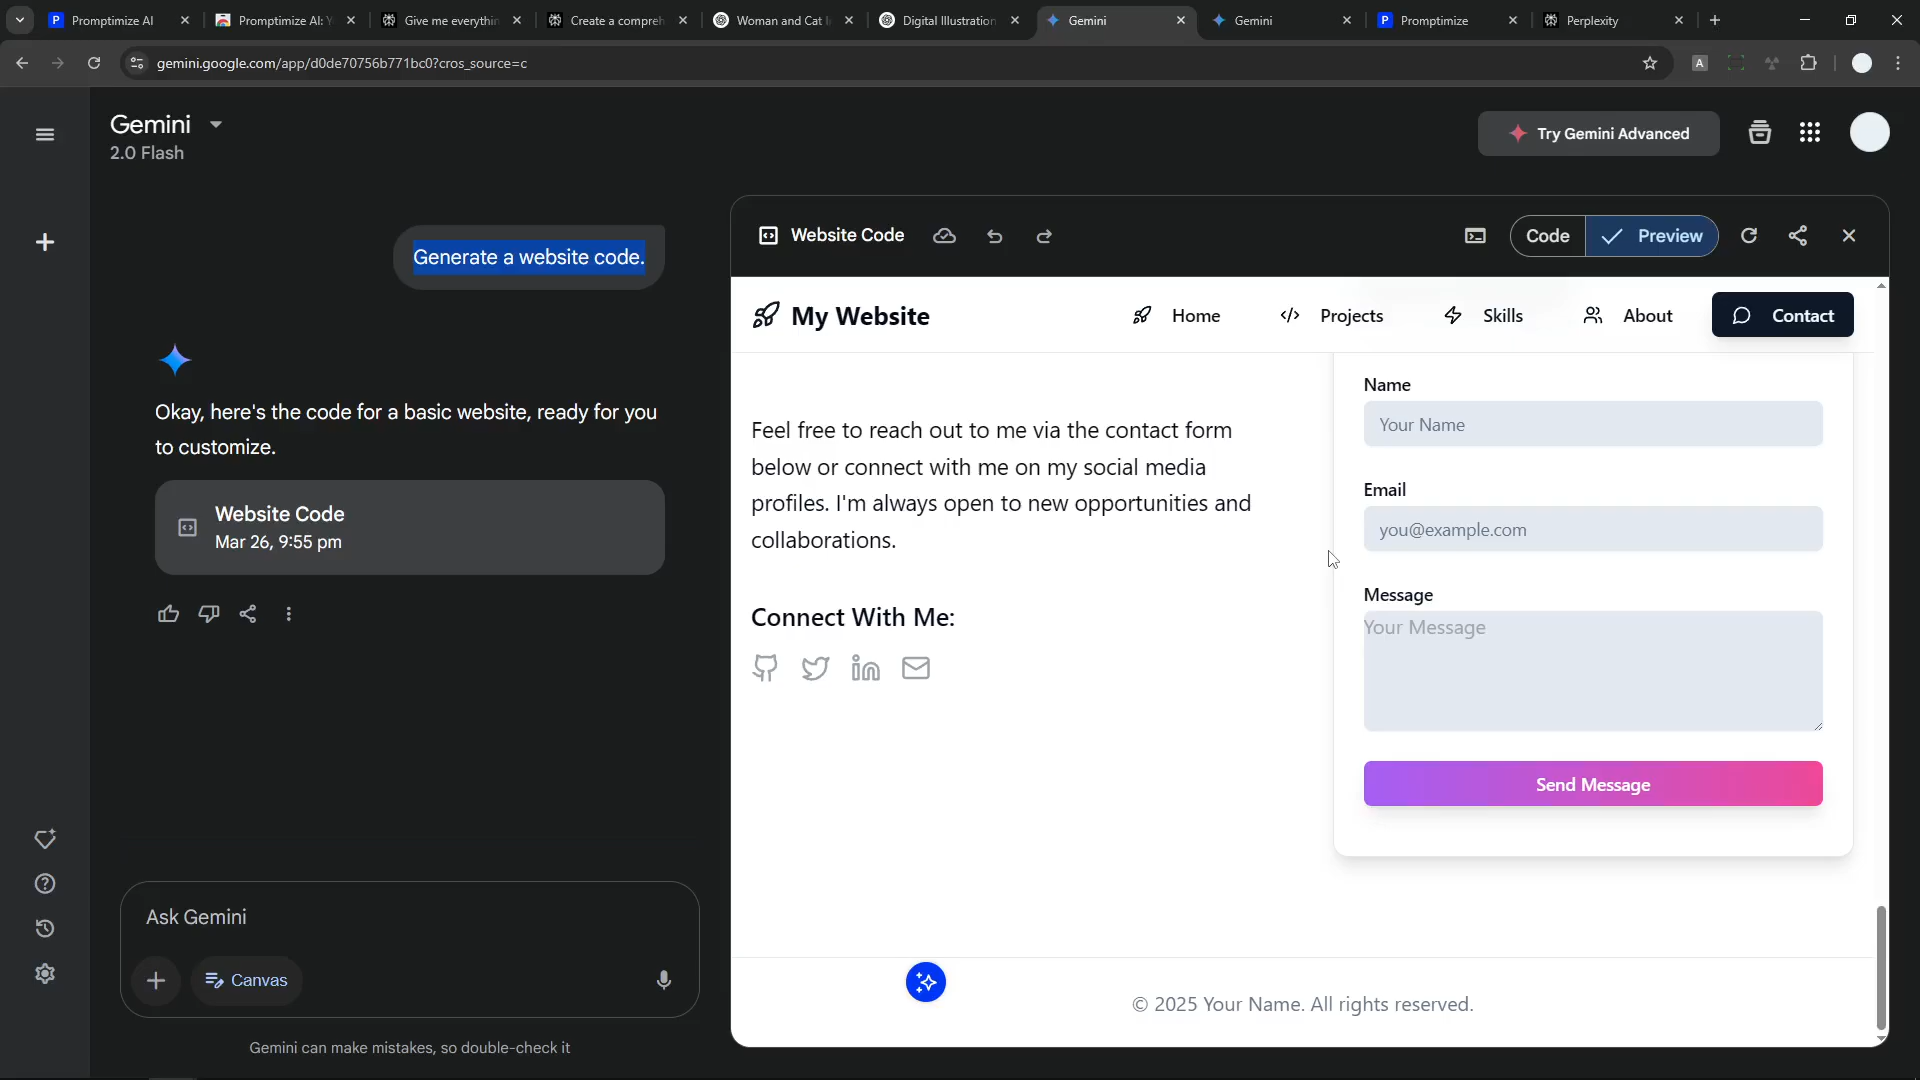 Promptimize AI
Promptimize AI: Y
Give me everythin
Create a compreh
Woman and Cat I
Digital Illustration
Gemini
Gemini
Promptimize
Perplexity
gemini.google.com/app/d0de70756b771bc0?cros_source=c
A
Gemini
2.0 Flash
Try Gemini Advanced
Generate a website code.
Okay, here's the code for a basic website, ready for you
to customize.
Website Code
Mar 26, 9:55 pm
Ask Gemini
Canvas
Gemini can make mistakes, so double-check it
Website Code
Code
Preview
My Website
Home
Projects
Skills
About
Contact
Feel free to reach out to me via the contact form
below or connect with me on my social media
profiles. I'm always open to new opportunities and
collaborations.
Connect With Me:
Name
Your Name
Email
you@example.com
Message
Your Message
Send Message
© 2025 Your Name. All rights reserved.